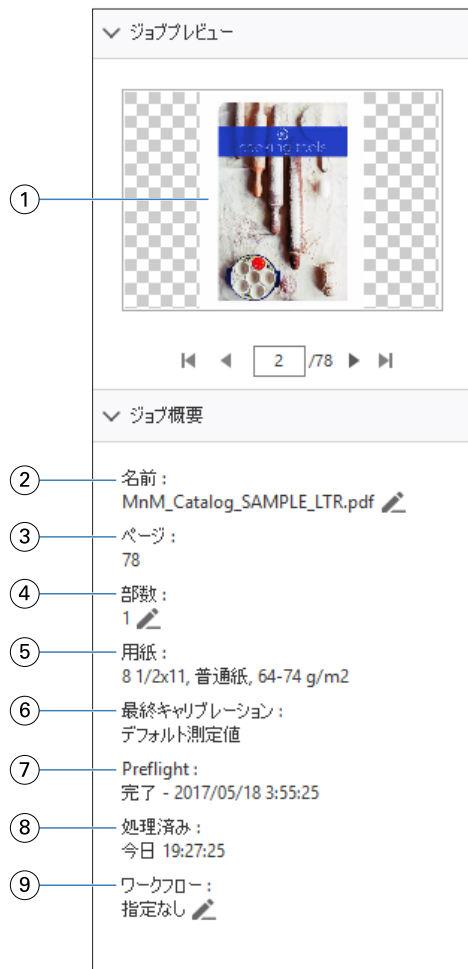 ジョブプレビュー
①
cooking tools
2 /78
ジョブ概要
② 名前：
MnM_Catalog_SAMPLE_LTR.pdf
③ ページ：
78
④ 部数：
1
⑤ 用紙：
8 1/2x11, 普通紙, 64-74 g/m2
⑥ 最終キャリブレーション：
デフォルト測定値
⑦ Preflight：
完了 - 2017/05/18 3:55:25
⑧ 処理済み：
今日 19:27:25
⑨ ワークフロー：
指定なし